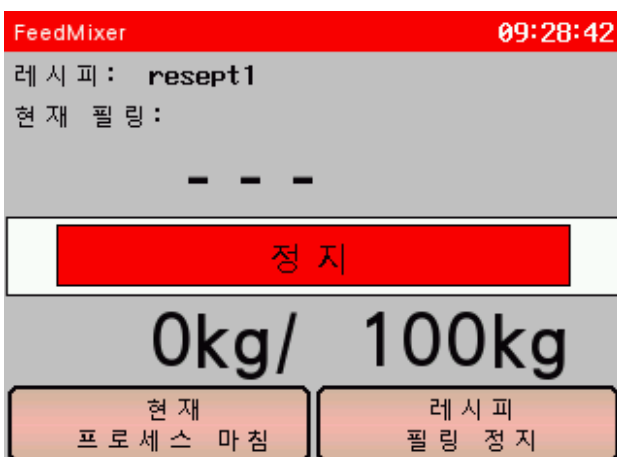 FeedMixer 09:28:42
레시피: resept1
현재 필링:
- - -
정지
0kg/ 100kg
현재 레시피
프로세스 마침 필링 정지